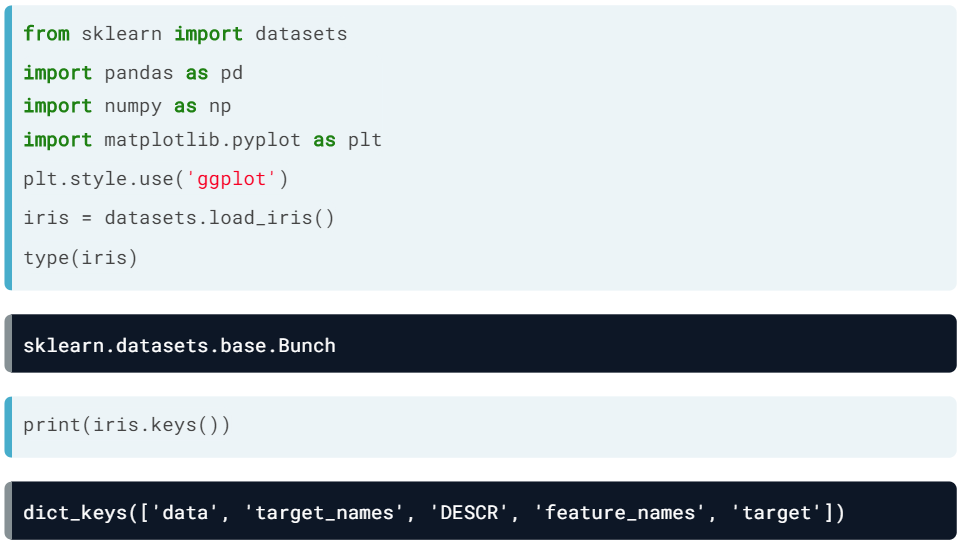 from sklearn import datasets
import pandas as pd
import numpy as np
import matplotlib.pyplot as plt
plt.style.use('ggplot')
iris = datasets.load_iris()
type(iris)
sklearn.datasets.base.Bunch
print(iris.keys())
dict_keys(['data', 'target_names', 'DESCR', 'feature_names', 'target'])